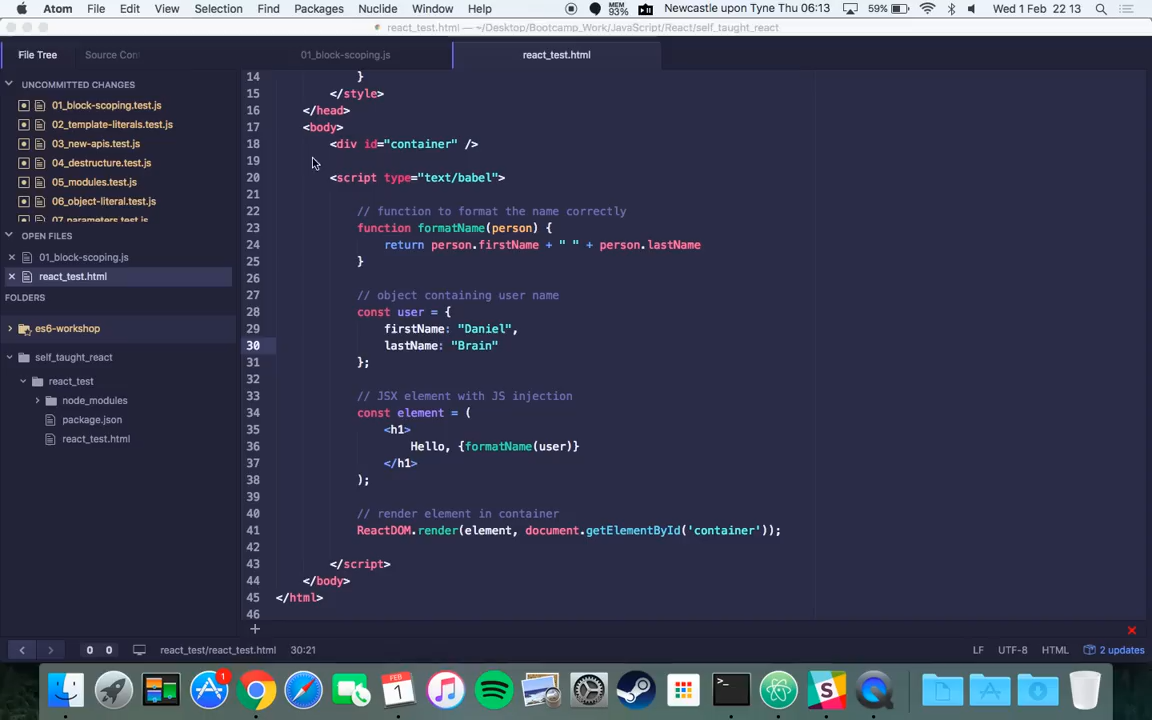 Atom File Edit View Selection Find Packages Nuclide Window Help MEM 93% Newcastle upon Tyne Thu 06:13 59% Wed 1 Feb 22 13
react_test.html — ~/Desktop/Bootcamp_Work/JavaScript/React/self_taught_react
File Tree Source Con 01_block-scoping.js react_test.html
UNCOMMITTED CHANGES
01_block-scoping.test.js
02_template-literals.test.js
03_new-apis.test.js
04_destructure.test.js
05_modules.test.js
06_object-literal.test.js
07_parameters.test.js
OPEN FILES
01_block-scoping.js
react_test.html
FOLDERS
es6-workshop
self_taught_react
react_test
node_modules
package.json
react_test.html
14 }
15 </style>
16 </head>
17 <body>
18 <div id="container" />
19
20 <script type="text/babel">
21
22 // function to format the name correctly
23 function formatName(person) {
24 return person.firstName + " " + person.lastName
25 }
26
27 // object containing user name
28 const user = {
29 firstName: "Daniel",
30 lastName: "Brain"
31 };
32
33 // JSX element with JS injection
34 const element = (
35 <h1>
36 Hello, {formatName(user)}
37 </h1>
38 );
39
40 // render element in container
41 ReactDOM.render(element, document.getElementById('container'));
42
43 </script>
44 </body>
45 </html>
46
0 0 react_test/react_test.html 30:21 LF UTF-8 HTML 2 updates
1
1